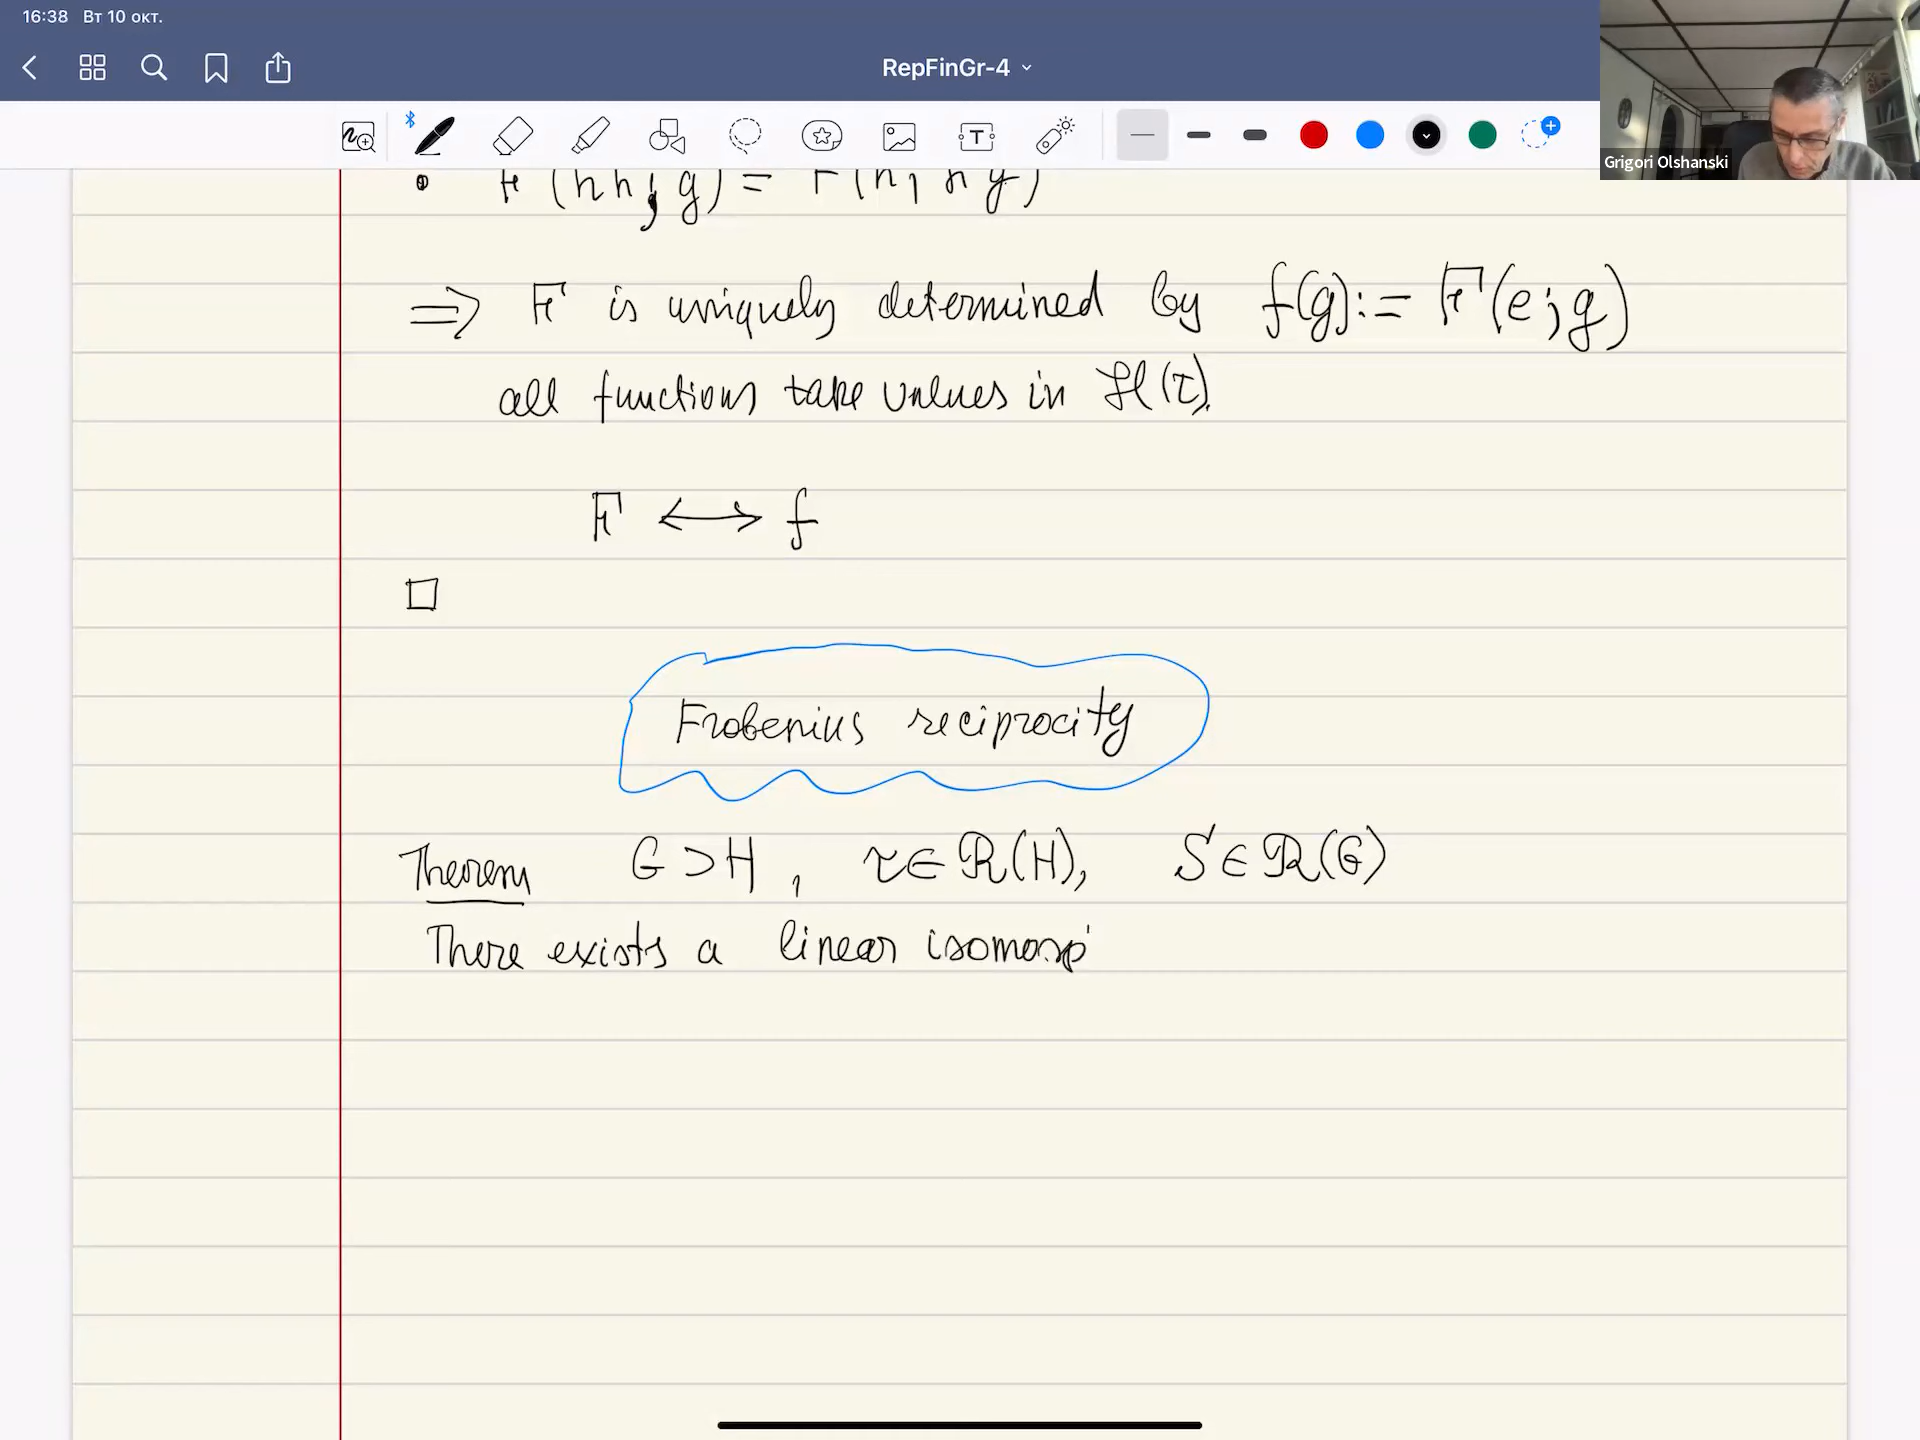 16:38 Вт 10 окт.
RepFinGr-4
Grigori Olshanski
⇒ F is uniquely determined by f(g) := F(e; g)
all functions take values in ℋ(τ).
F ⟷ f
□
Frobenius reciprocity
Theorem G ⊃ H, τ ∈ ℛ(H), S ∈ ℛ(G)
There exists a linear isomorp